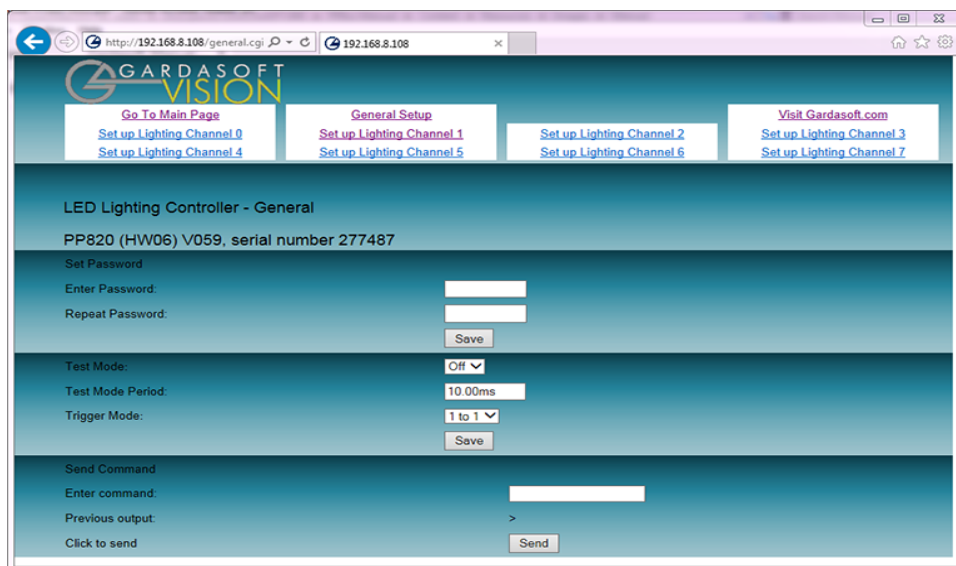 http://192.168.8.108/general.cgi
192.168.8.108
GARDASOFT
VISION
Go To Main Page General Setup Visit Gardasoft.com
Set up Lighting Channel 0 Set up Lighting Channel 1 Set up Lighting Channel 2 Set up Lighting Channel 3
Set up Lighting Channel 4 Set up Lighting Channel 5 Set up Lighting Channel 6 Set up Lighting Channel 7
LED Lighting Controller - General
PP820 (HW06) V059, serial number 277487
Set Password
Enter Password:
Repeat Password:
Save
Test Mode: Off
Test Mode Period: 10.00ms
Trigger Mode: 1 to 1
Save
Send Command
Enter command:
Previous output: >
Click to send Send